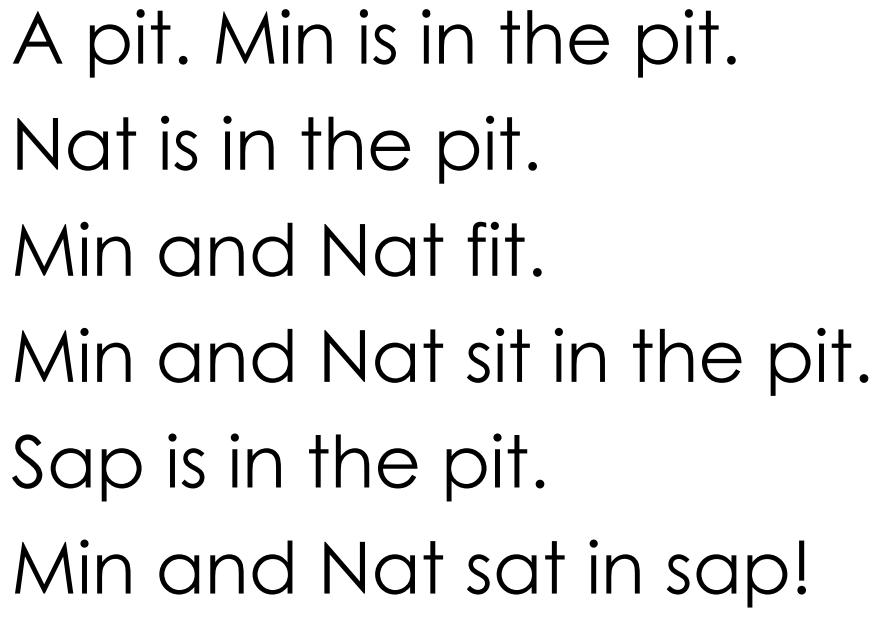 A pit. Min is in the pit.
Nat is in the pit.
Min and Nat fit.
Min and Nat sit in the pit.
Sap is in the pit.
Min and Nat sat in sap!